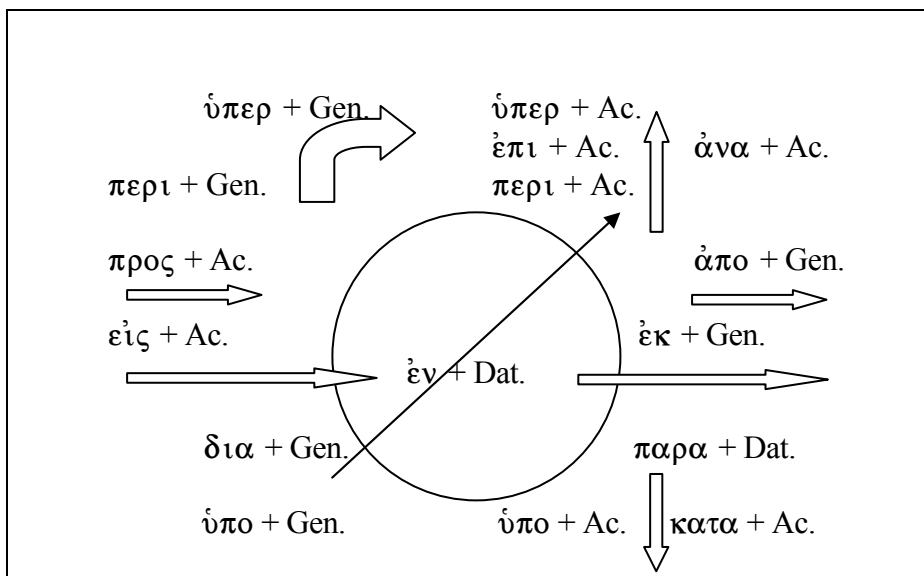 ὑπερ + Gen.
ὑπερ + Ac.
ἐπι + Ac.
ἀνα + Ac.
περι + Gen.
περι + Ac.
προς + Ac.
ἀπο + Gen.
εἰς + Ac.
ἐκ + Gen.
ἐν + Dat.
δια + Gen.
παρα + Dat.
ὑπο + Gen.
ὑπο + Ac.
κατα + Ac.